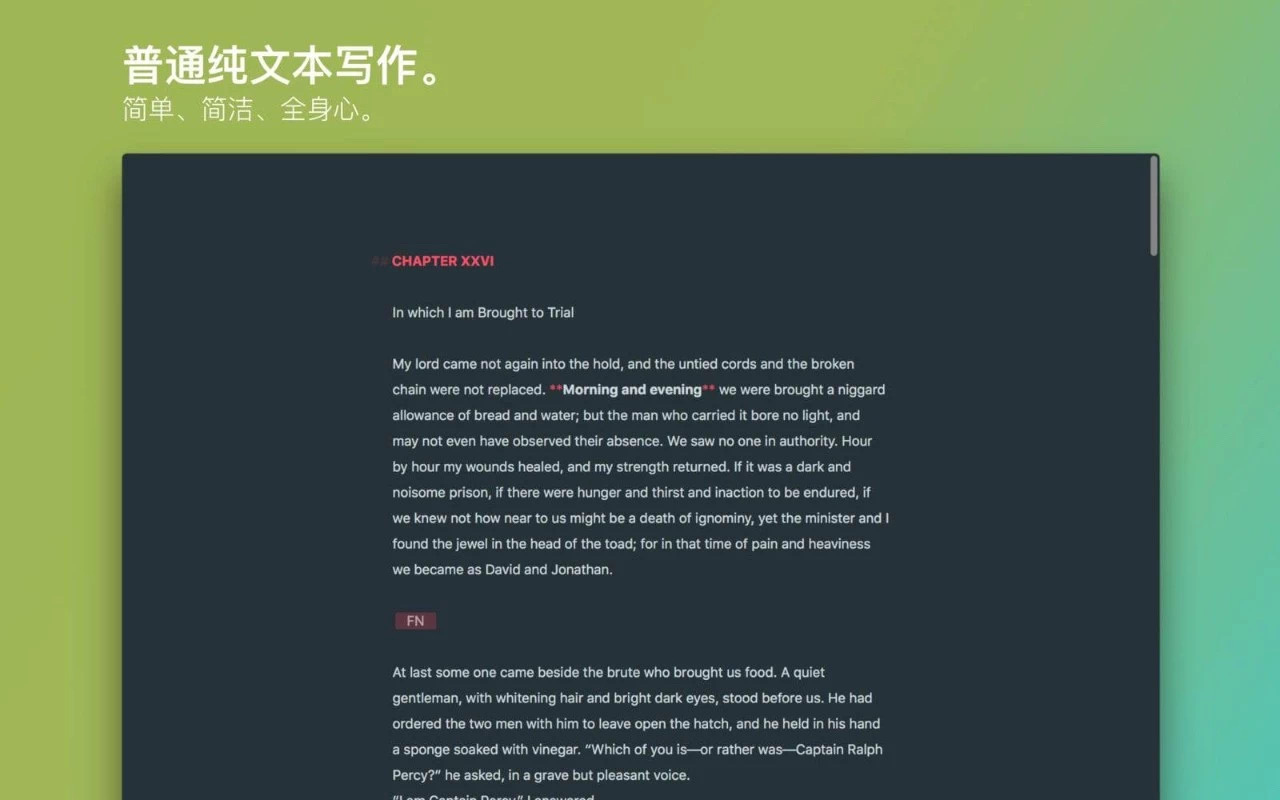 普通纯文本写作。
简单、简洁、全身心。
## CHAPTER XXVI
In which I am Brought to Trial
My lord came not again into the hold, and the untied cords and the broken
chain were not replaced. **Morning and evening** we were brought a niggard
allowance of bread and water; but the man who carried it bore no light, and
may not even have observed their absence. We saw no one in authority. Hour
by hour my wounds healed, and my strength returned. If it was a dark and
noisome prison, if there were hunger and thirst and inaction to be endured, if
we knew not how near to us might be a death of ignominy, yet the minister and I
found the jewel in the head of the toad; for in that time of pain and heaviness
we became as David and Jonathan.
FN
At last some one came beside the brute who brought us food. A quiet
gentleman, with whitening hair and bright dark eyes, stood before us. He had
ordered the two men with him to leave open the hatch, and he held in his hand
a sponge soaked with vinegar. “Which of you is—or rather was—Captain Ralph
Percy?” he asked, in a grave but pleasant voice.
“I am Captain Percy,” I answered.